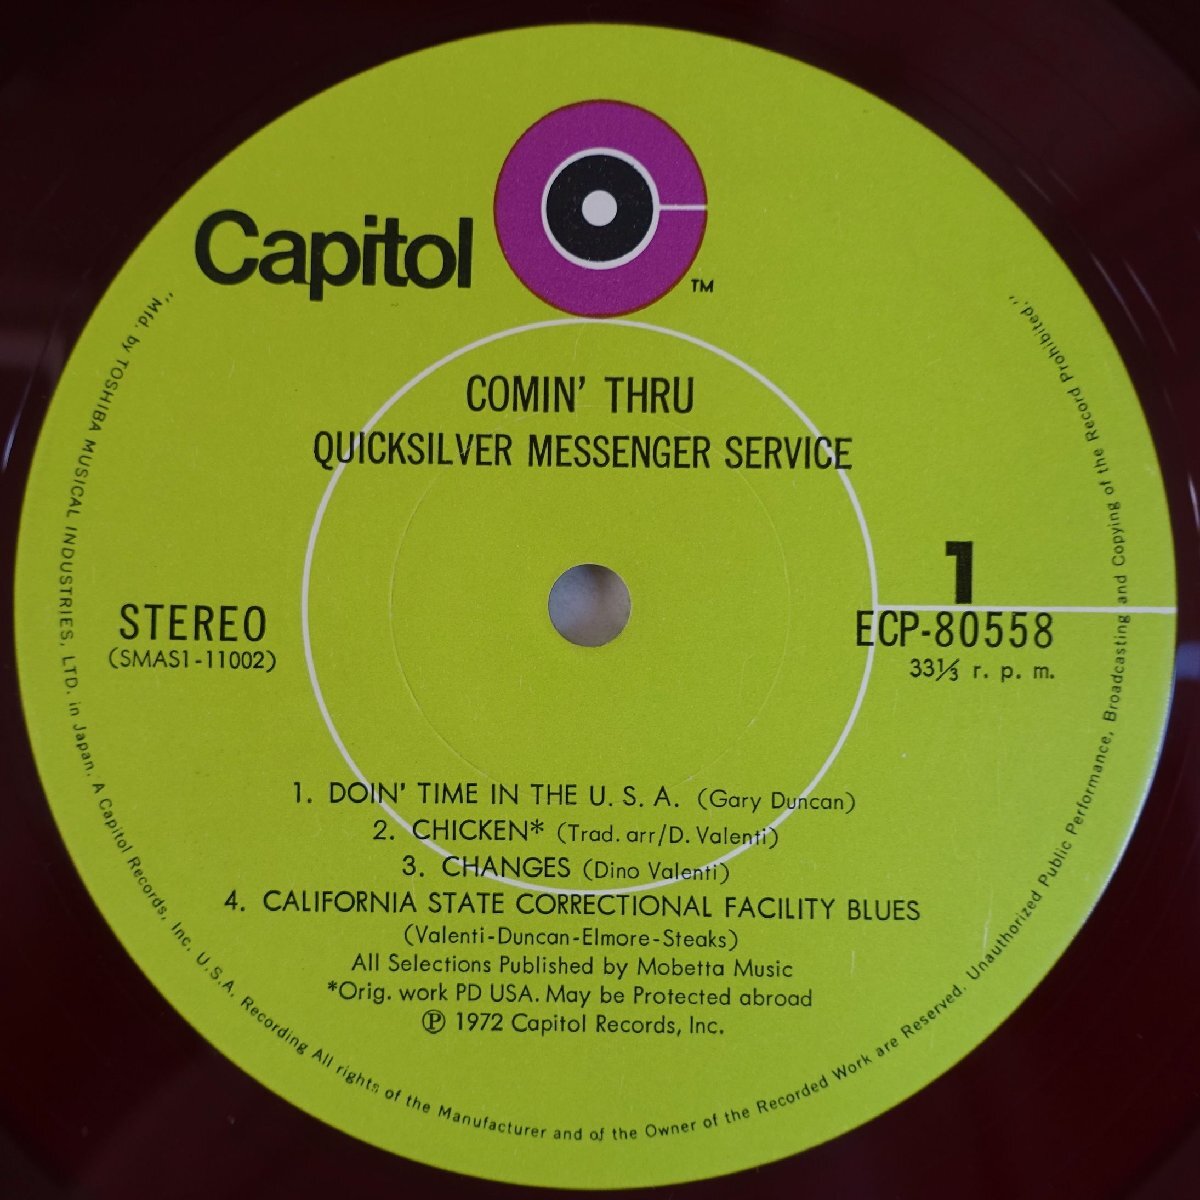 Capitol
TM
COMIN' THRU
QUICKSILVER MESSENGER SERVICE
1
STEREO
(SMAS1-11002)
ECP-80558
33⅓ r. p. m.
1. DOIN' TIME IN THE U. S. A. (Gary Duncan)
2. CHICKEN* (Trad. arr/D. Valenti)
3. CHANGES (Dino Valenti)
4. CALIFORNIA STATE CORRECTIONAL FACILITY BLUES
(Valenti-Duncan-Elmore-Steaks)
All Selections Published by Mobetta Music
*Orig. work PD USA. May be Protected abroad
Ⓟ 1972 Capitol Records, Inc.
"Mfd. by TOSHIBA MUSICAL INDUSTRIES, LTD. in Japan. A Capitol Records, Inc. U.S.A. Recording All rights of the Manufacturer and of the Owner of the Recorded Work are Reserved. Unauthorized Public Performance, Broadcasting and Copying of the Record Prohibited."